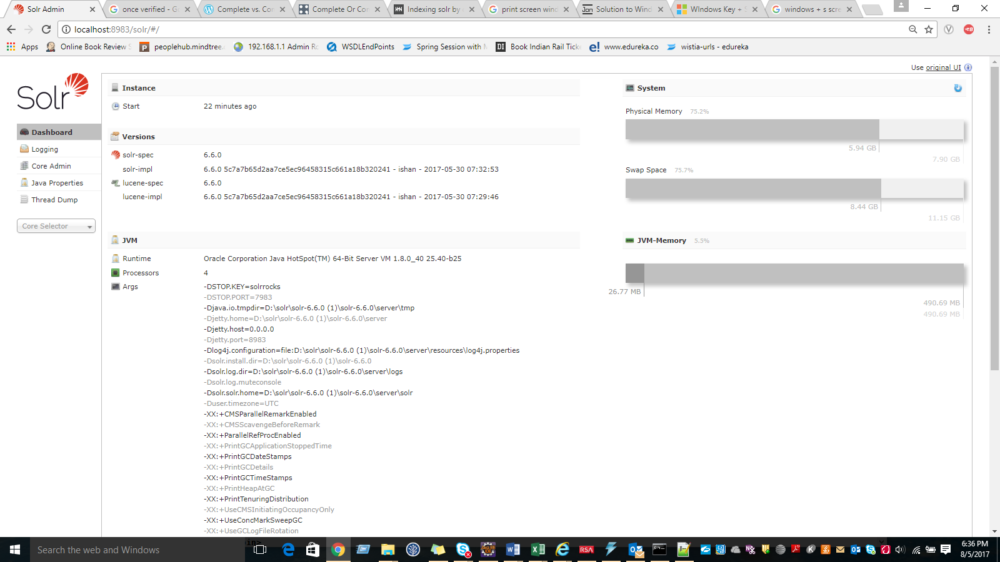 Solr Admin
once verified - G
Complete vs. Con
Complete Or Con
Indexing solr by
print screen wind
Solution to Wind
WIndows Key + S
windows + s scre
localhost:8983/solr/#/
Apps
Online Book Review S
peoplehub.mindtree.
192.168.1.1 Admin Ro
WSDLEndPoints
Spring Session with M
Book Indian Rail Ticke
www.edureka.co
wistia-urls - edureka
Use original UI
Solr
Dashboard
Logging
Core Admin
Java Properties
Thread Dump
Core Selector
Instance
Start 22 minutes ago
Versions
solr-spec 6.6.0
solr-impl 6.6.0 5c7a7b65d2aa7ce5ec96458315c661a18b320241 - ishan - 2017-05-30 07:32:53
lucene-spec 6.6.0
lucene-impl 6.6.0 5c7a7b65d2aa7ce5ec96458315c661a18b320241 - ishan - 2017-05-30 07:29:46
JVM
Runtime Oracle Corporation Java HotSpot(TM) 64-Bit Server VM 1.8.0_40 25.40-b25
Processors 4
Args -DSTOP.KEY=solrrocks
-DSTOP.PORT=7983
-Djava.io.tmpdir=D:\solr\solr-6.6.0 (1)\solr-6.6.0\server\tmp
-Djetty.home=D:\solr\solr-6.6.0 (1)\solr-6.6.0\server
-Djetty.host=0.0.0.0
-Djetty.port=8983
-Dlog4j.configuration=file:D:\solr\solr-6.6.0 (1)\solr-6.6.0\server\resources\log4j.properties
-Dsolr.install.dir=D:\solr\solr-6.6.0 (1)\solr-6.6.0
-Dsolr.log.dir=D:\solr\solr-6.6.0 (1)\solr-6.6.0\server\logs
-Dsolr.log.muteconsole
-Dsolr.solr.home=D:\solr\solr-6.6.0 (1)\solr-6.6.0\server\solr
-Duser.timezone=UTC
-XX:+CMSParallelRemarkEnabled
-XX:+CMSScavengeBeforeRemark
-XX:+ParallelRefProcEnabled
-XX:+PrintGCApplicationStoppedTime
-XX:+PrintGCDateStamps
-XX:+PrintGCDetails
-XX:+PrintGCTimeStamps
-XX:+PrintHeapAtGC
-XX:+PrintTenuringDistribution
-XX:+UseCMSInitiatingOccupancyOnly
-XX:+UseConcMarkSweepGC
-XX:+UseGCLogFileRotation
System
Physical Memory 75.2%
5.94 GB
7.90 GB
Swap Space 75.7%
8.44 GB
11.15 GB
JVM-Memory 5.5%
26.77 MB
490.69 MB
490.69 MB
Search the web and Windows
RSA
6:36 PM
8/5/2017